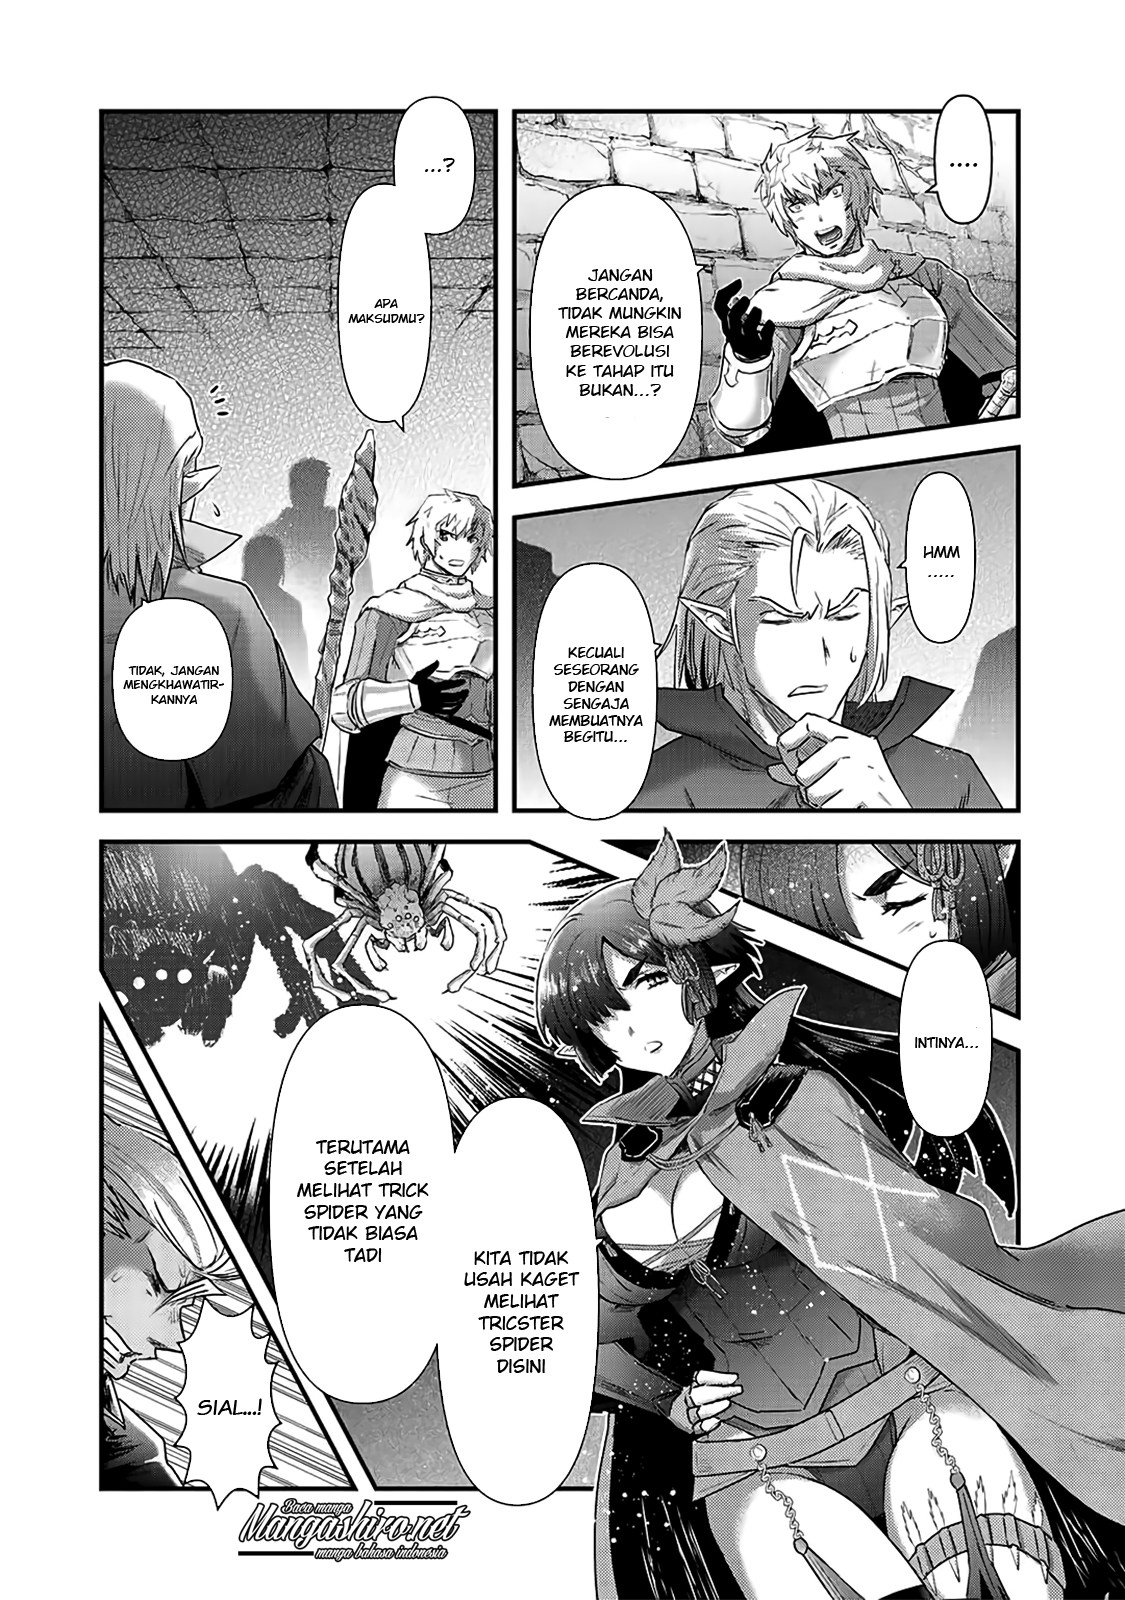 ....
JANGAN
BERCANDA,
TIDAK MUNGKIN
MEREKA BISA
BEREVOLUSI
KE TAHAP ITU
BUKAN...?
HMM
.....
KECUALI
SESEORANG
DENGAN
SENGAJA
MEMBUATNYA
BEGITU...
...?
APA
MAKSUDMU?
TIDAK, JANGAN
MENGKHAWATIR-
KANNYA
INTINYA...
KITA TIDAK
USAH KAGET
MELIHAT
TRICSTER
SPIDER
DISINI
TERUTAMA
SETELAH
MELIHAT TRICK
SPIDER YANG
TIDAK BIASA
TADI
SIAL...!
Baca manga
Mangashiro.net
manga bahasa indonesia